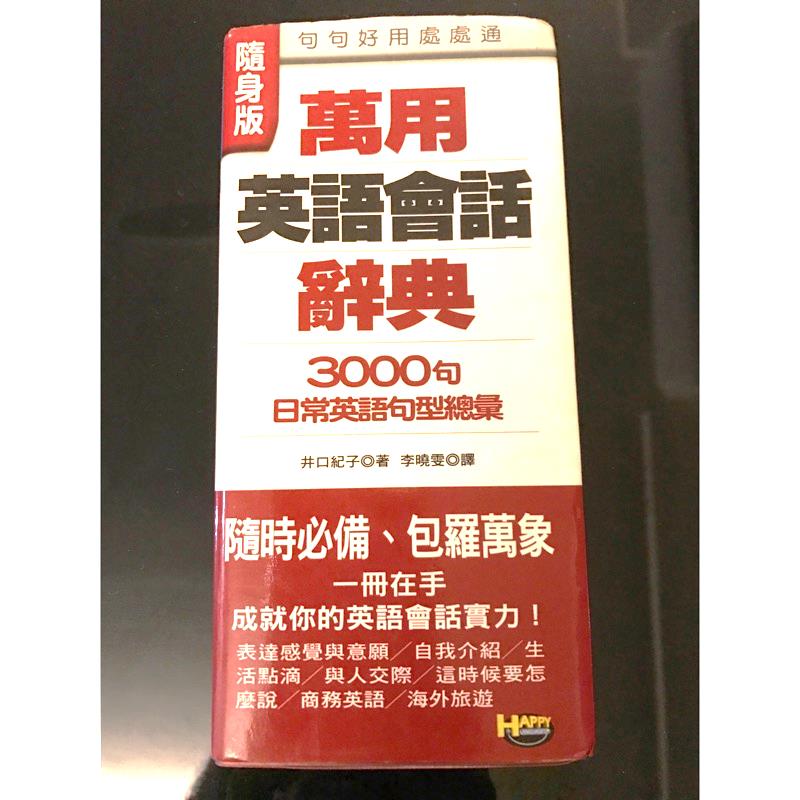 句句好用處處通
隨身版
萬用
英語會話
辭典
3000句
日常英語句型總彙
井口紀子◎著 李曉雯◎譯
隨時必備、包羅萬象
一冊在手
成就你的英語會話實力！
表達感覺與意願／自我介紹／生
活點滴／與人交際／這時候要怎
麼說／商務英語／海外旅遊
HAPPY